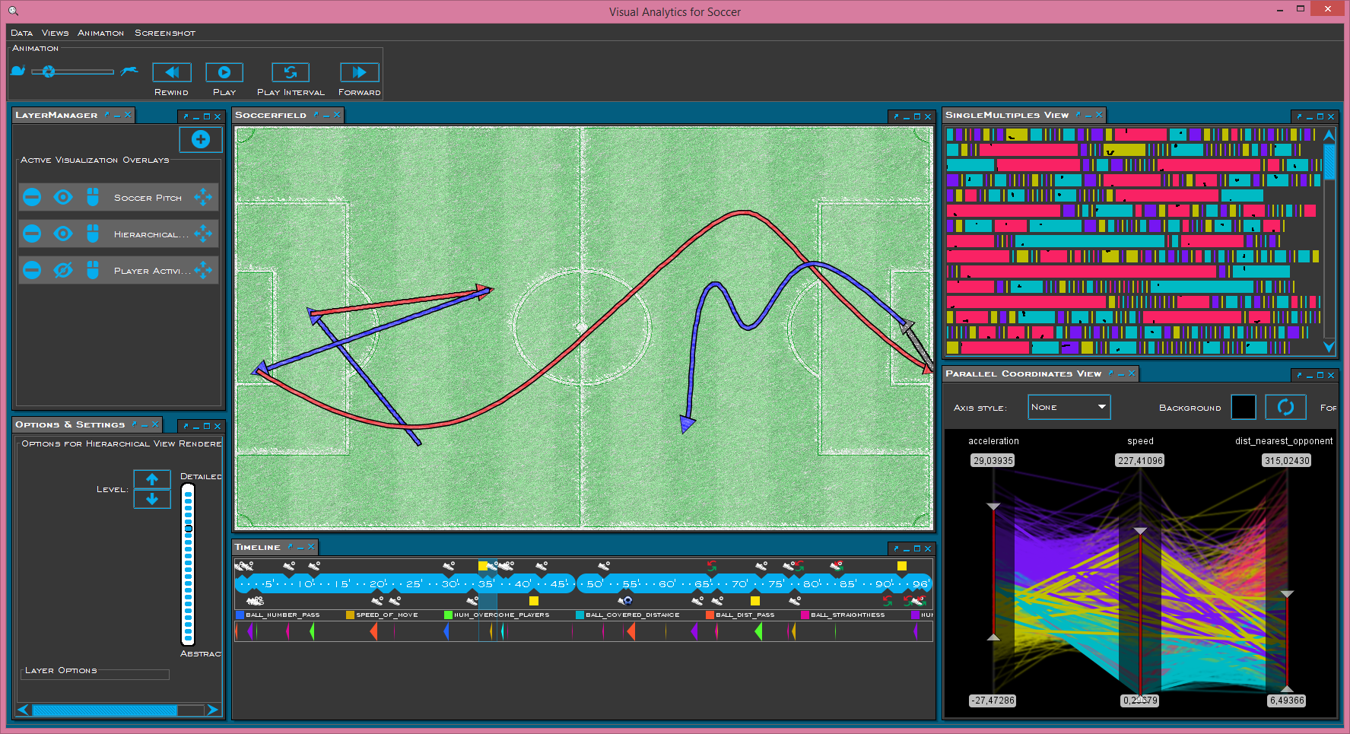 Visual Analytics for Soccer
DATA VIEWS ANIMATION SCREENSHOT
ANIMATION
REWIND PLAY PLAY INTERVAL FORWARD
LAYERMANAGER
ACTIVE VISUALIZATION OVERLAYS
SOCCER PITCH
HIERARCHICAL...
PLAYER ACTIVI...
OPTIONS & SETTINGS
OPTIONS FOR HIERARCHICAL VIEW RENDERE
LEVEL:
DETAILED
ABSTRAC
LAYER OPTIONS
SOCCERFIELD
TIMELINE
5' 10' 15' 20' 25' 30' 35' 40' 45' 50' 55' 60' 65' 70' 75' 80' 85' 90' 96'
BALL_NUMBER_PASS SPEED_OF_MOVE NUM_OVERCOME_PLAYERS BALL_COVERED_DISTANCE BALL_DIST_PASS BALL_STRAIGHTNESS
SINGLEMULTIPLES VIEW
PARALLEL COORDINATES VIEW
AXIS STYLE: NONE BACKGROUND FOR
acceleration speed dist_nearest_opponent
29,03935 227,41096 315,02430
-27,47286 6,49366